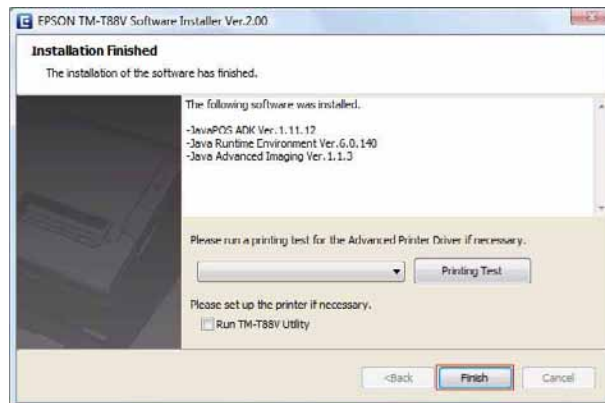 EPSON TM-T88V Software Installer Ver.2.00
Installation Finished
The installation of the software has finished.
The following software was installed.
-JavaPOS ADK Ver.1.11.12
-Java Runtime Environment Ver.6.0.140
-Java Advanced Imaging Ver.1.1.3
Please run a printing test for the Advanced Printer Driver if necessary.
Printing Test
Please set up the printer if necessary.
Run TM-T88V Utility
<Back
Finish
Cancel